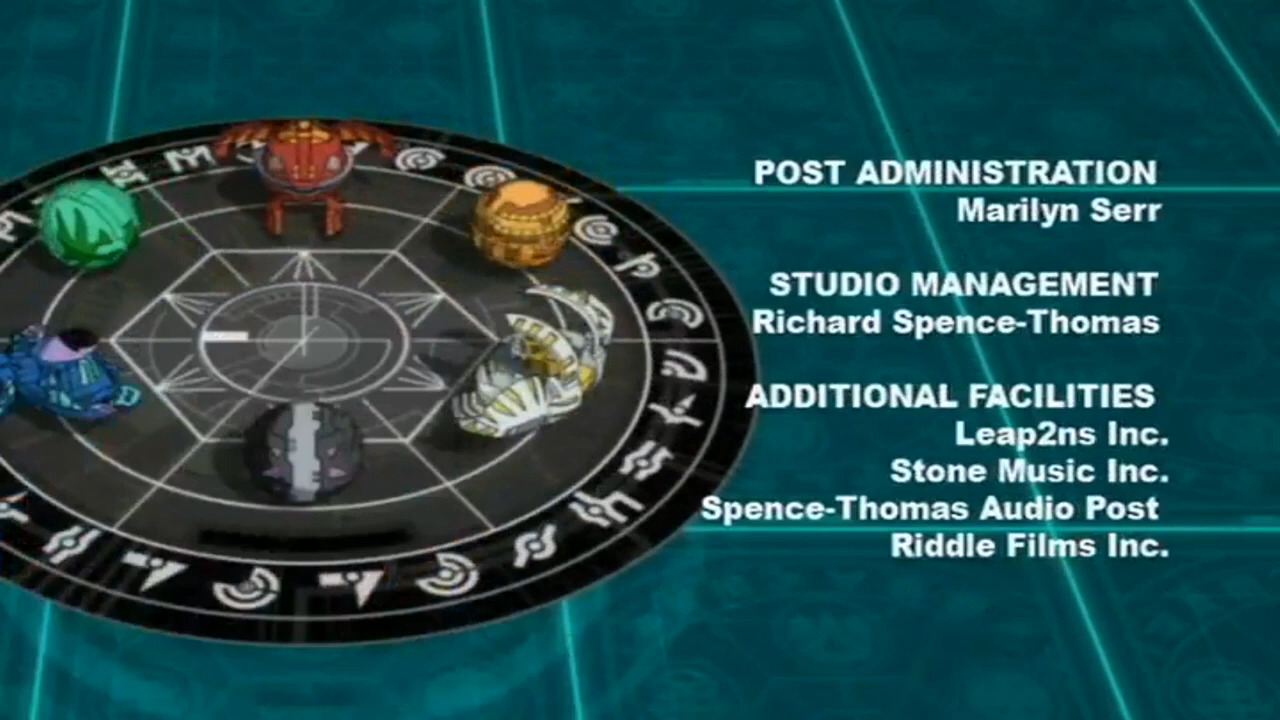 POST ADMINISTRATION
Marilyn Serr
STUDIO MANAGEMENT
Richard Spence-Thomas
ADDITIONAL FACILITIES
Leap2ns Inc.
Stone Music Inc.
Spence-Thomas Audio Post
Riddle Films Inc.